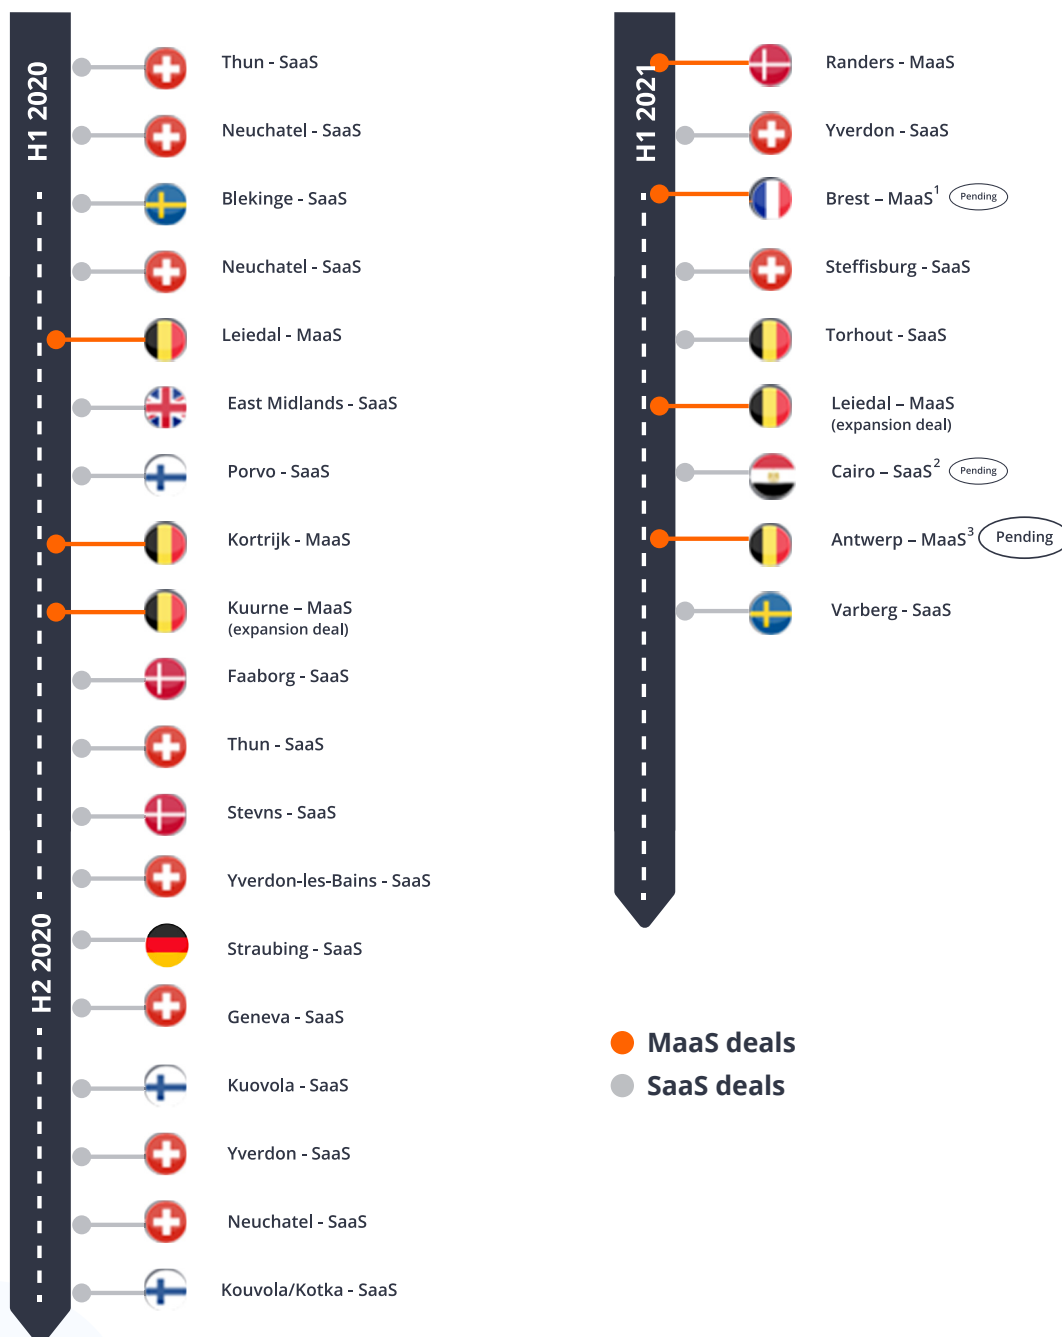 H1 2020
Thun - SaaS
Neuchatel - SaaS
Blekinge - SaaS
Neuchatel - SaaS
Leiedal - MaaS
East Midlands - SaaS
Porvo - SaaS
Kortrijk - MaaS
Kuurne – MaaS
(expansion deal)
Faaborg - SaaS
Thun - SaaS
Stevns - SaaS
Yverdon-les-Bains - SaaS
H2 2020
Straubing - SaaS
Geneva - SaaS
Kuovola - SaaS
Yverdon - SaaS
Neuchatel - SaaS
Kouvola/Kotka - SaaS
H1 2021
Randers - MaaS
Yverdon - SaaS
Brest – MaaS¹ Pending
Steffisburg - SaaS
Torhout - SaaS
Leiedal – MaaS
(expansion deal)
Cairo – SaaS² Pending
Antwerp – MaaS³ Pending
Varberg - SaaS
MaaS deals
SaaS deals